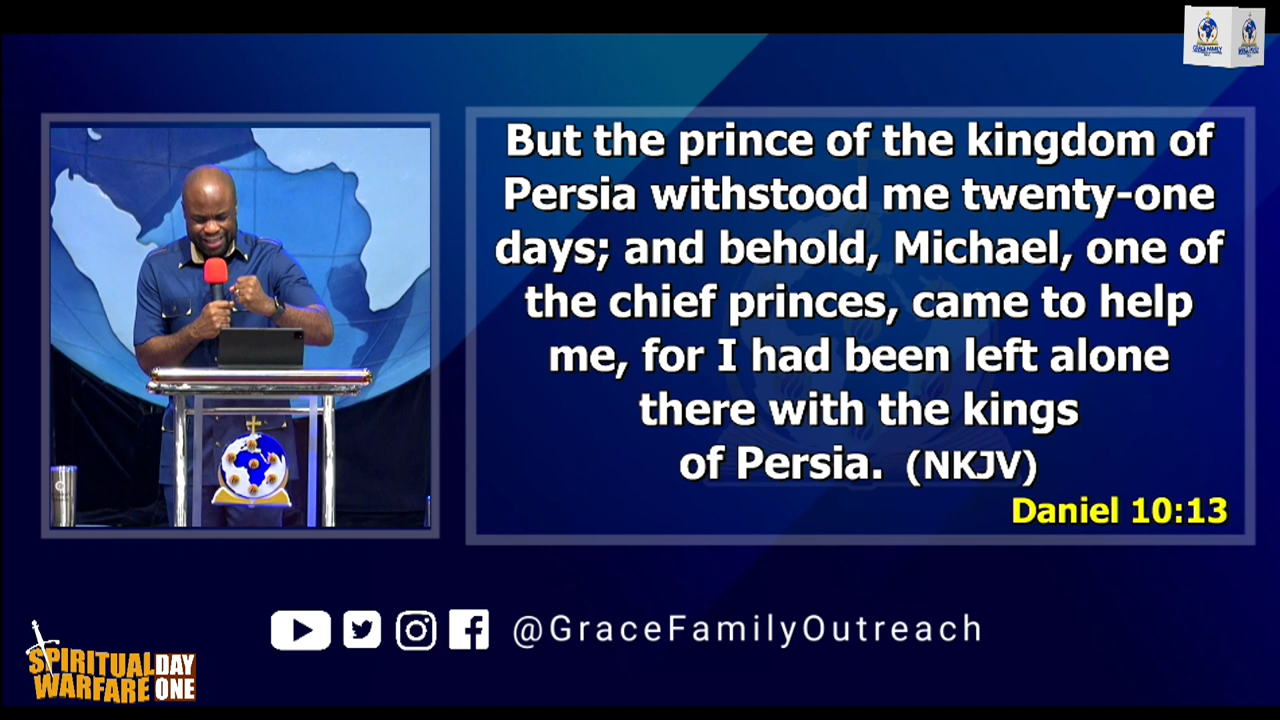 But the prince of the kingdom of
Persia withstood me twenty-one
days; and behold, Michael, one of
the chief princes, came to help
me, for I had been left alone
there with the kings
of Persia. (NKJV)
Daniel 10:13
@GraceFamilyOutreach
SPIRITUAL DAY
WARFARE ONE